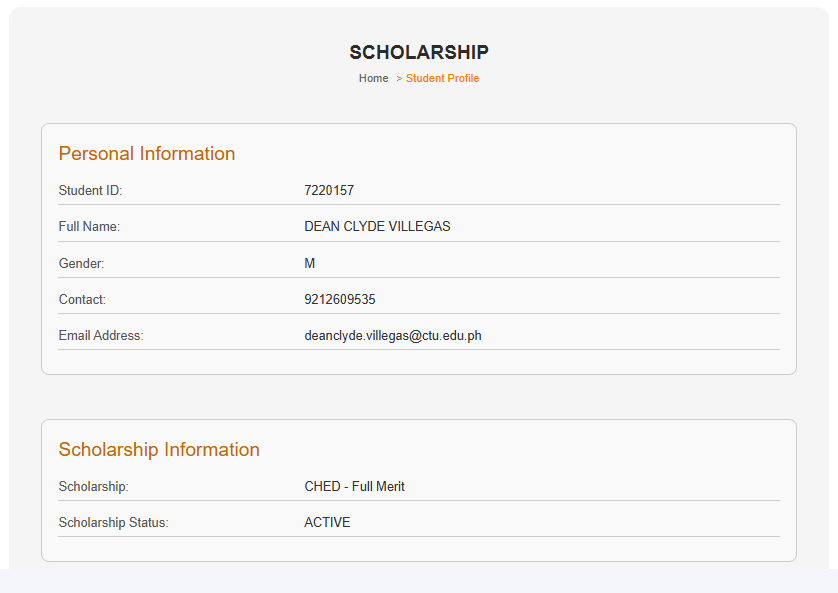 SCHOLARSHIP
Home > Student Profile
Personal Information
Student ID: 7220157
Full Name: DEAN CLYDE VILLEGAS
Gender: M
Contact: 9212609535
Email Address: deanclyde.villegas@ctu.edu.ph
Scholarship Information
Scholarship: CHED - Full Merit
Scholarship Status: ACTIVE